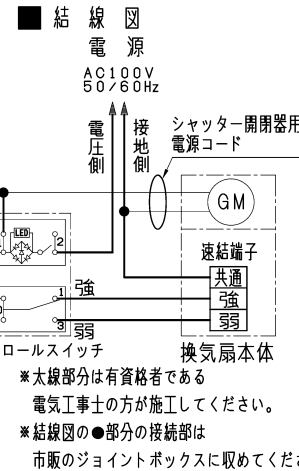 ■結線図
電源
AC100V
50/60Hz
電圧側
接地側
シャッター開閉器用
電源コード
GM
LED
2
速結端子
共通
強
弱
1
強
3
弱
ロールスイッチ
換気扇本体
※太線部分は有資格者である
電気工事士の方が施工してください。
※結線図の●部分の接続部は
市販のジョイントボックスに収めてくださ